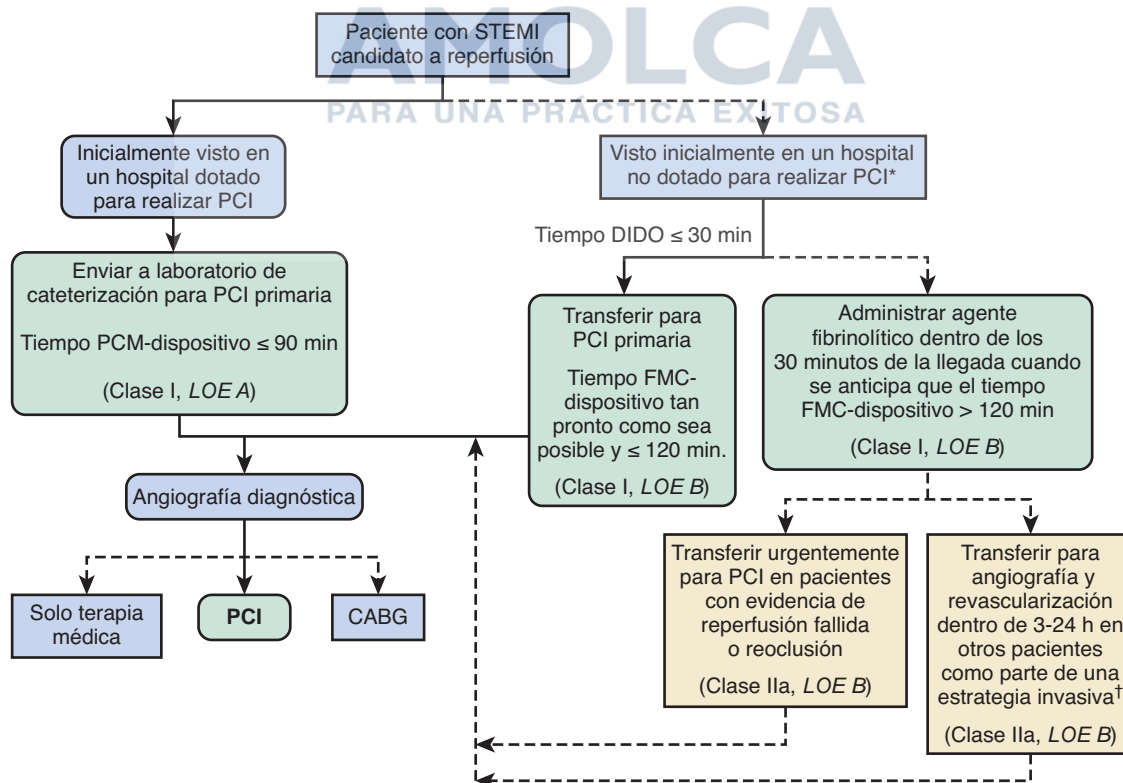 AMOLCA
PARA UNA PRÁCTICA EXITOSA
Paciente con STEMI
candidato a reperfusión
Inicialmente visto en
un hospital dotado
para realizar PCI
Visto inicialmente en un hospital
no dotado para realizar PCI*
Tiempo DIDO ≤ 30 min
Enviar a laboratorio de
cateterización para PCI primaria
Tiempo PCM-dispositivo ≤ 90 min
(Clase I, LOE A)
Transferir para
PCI primaria
Tiempo FMC-
dispositivo tan
pronto como sea
posible y ≤ 120 min.
(Clase I, LOE B)
Administrar agente
fibrinolítico dentro de los
30 minutos de la llegada cuando
se anticipa que el tiempo
FMC-dispositivo > 120 min
(Clase I, LOE B)
Angiografía diagnóstica
Solo terapia
médica
PCI
CABG
Transferir urgentemente
para PCI en pacientes
con evidencia de
reperfusión fallida
o reoclusión
(Clase IIa, LOE B)
Transferir para
angiografía y
revascularización
dentro de 3-24 h en
otros pacientes
como parte de una
estrategia invasiva†
(Clase IIa, LOE B)